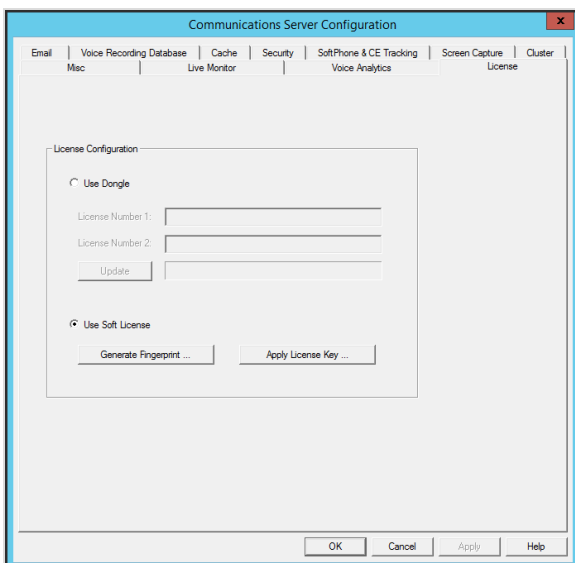 Communications Server Configuration
x
Email Voice Recording Database Cache Security SoftPhone & CE Tracking Screen Capture Cluster
Misc Live Monitor Voice Analytics License
License Configuration
Use Dongle
License Number 1:
License Number 2:
Update
Use Soft License
Generate Fingerprint ... Apply License Key ...
OK Cancel Apply Help